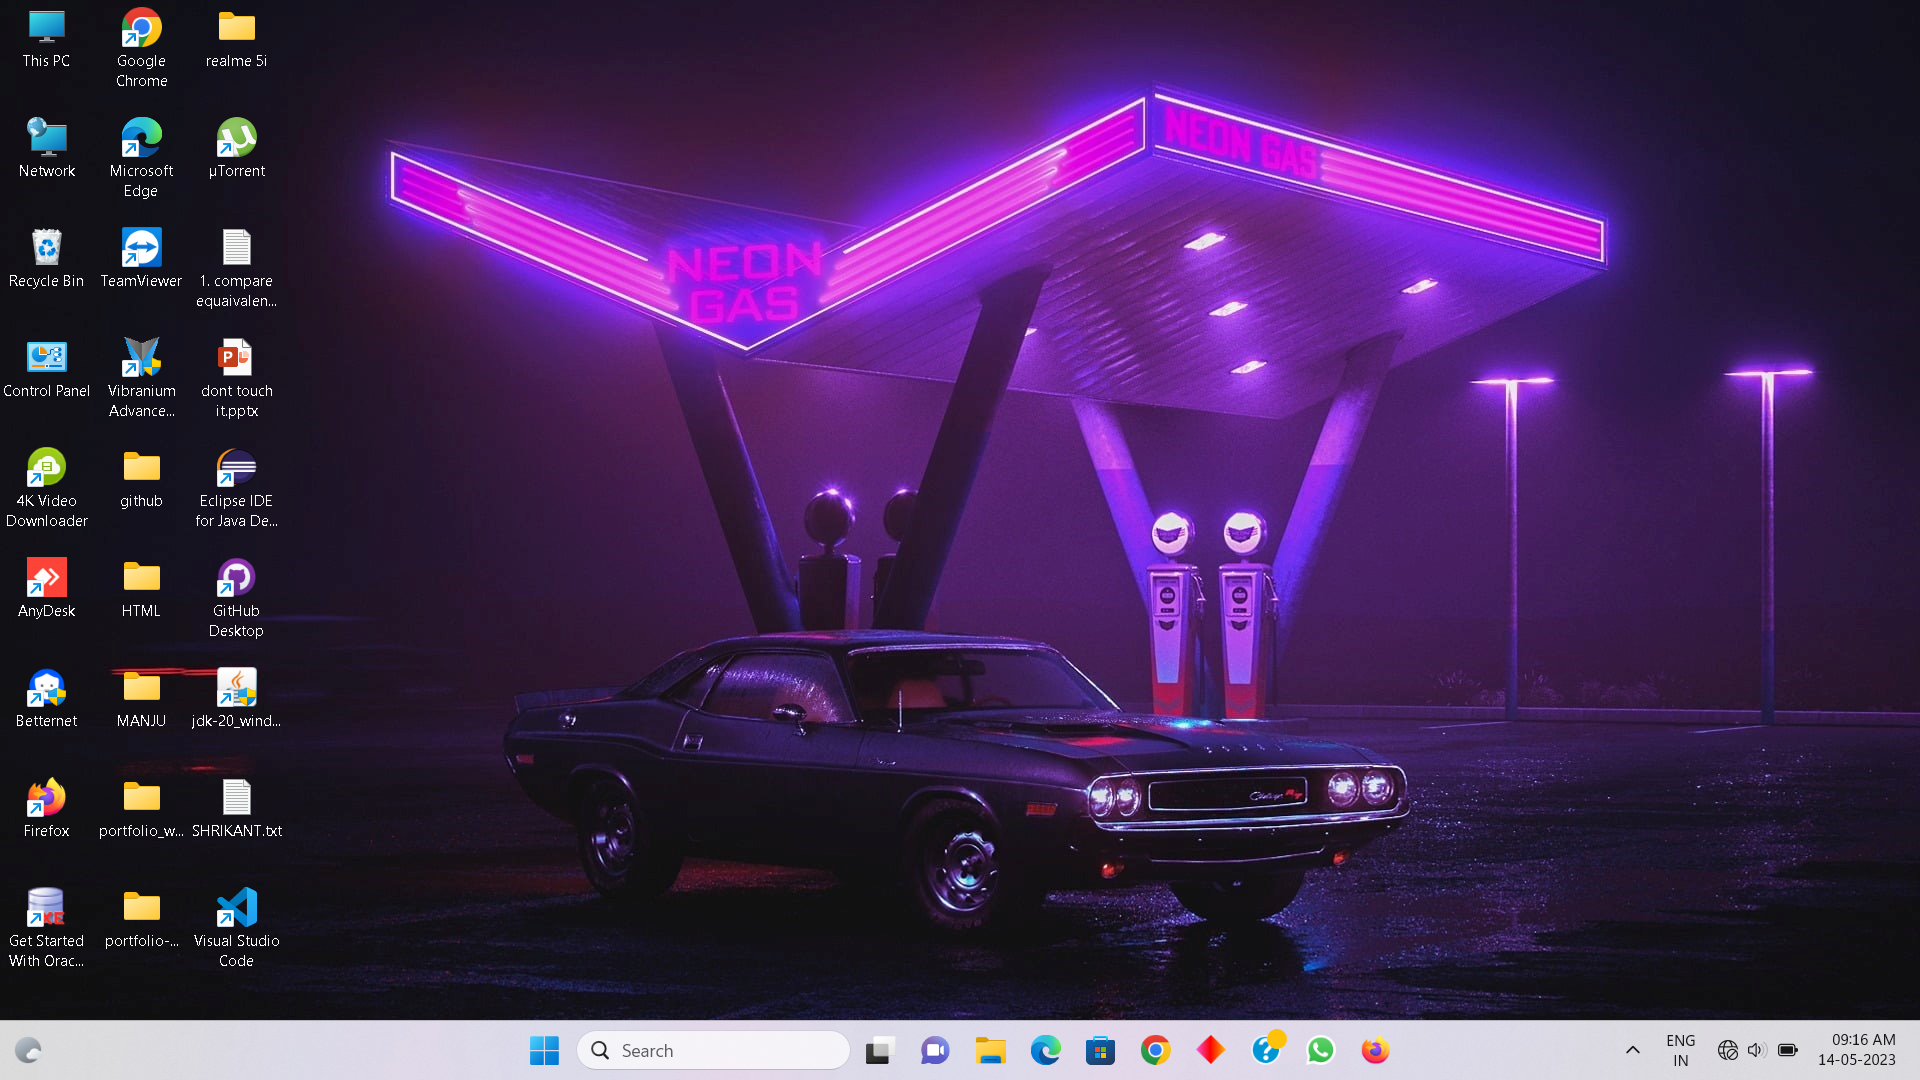 This PC
Google
Chrome
realme 5i
Network
Microsoft
Edge
µTorrent
Recycle Bin
TeamViewer
1. compare
equaivalen...
Control Panel
Vibranium
Advance...
dont touch
it.pptx
4K Video
Downloader
github
Eclipse IDE
for Java De...
AnyDesk
HTML
GitHub
Desktop
Betternet
MANJU
jdk-20_wind...
Firefox
portfolio_w...
SHRIKANT.txt
Get Started
With Orac...
portfolio-...
Visual Studio
Code
NEON
GAS
NEON GAS
Challenger R/T
Search
ENG
IN
09:16 AM
14-05-2023